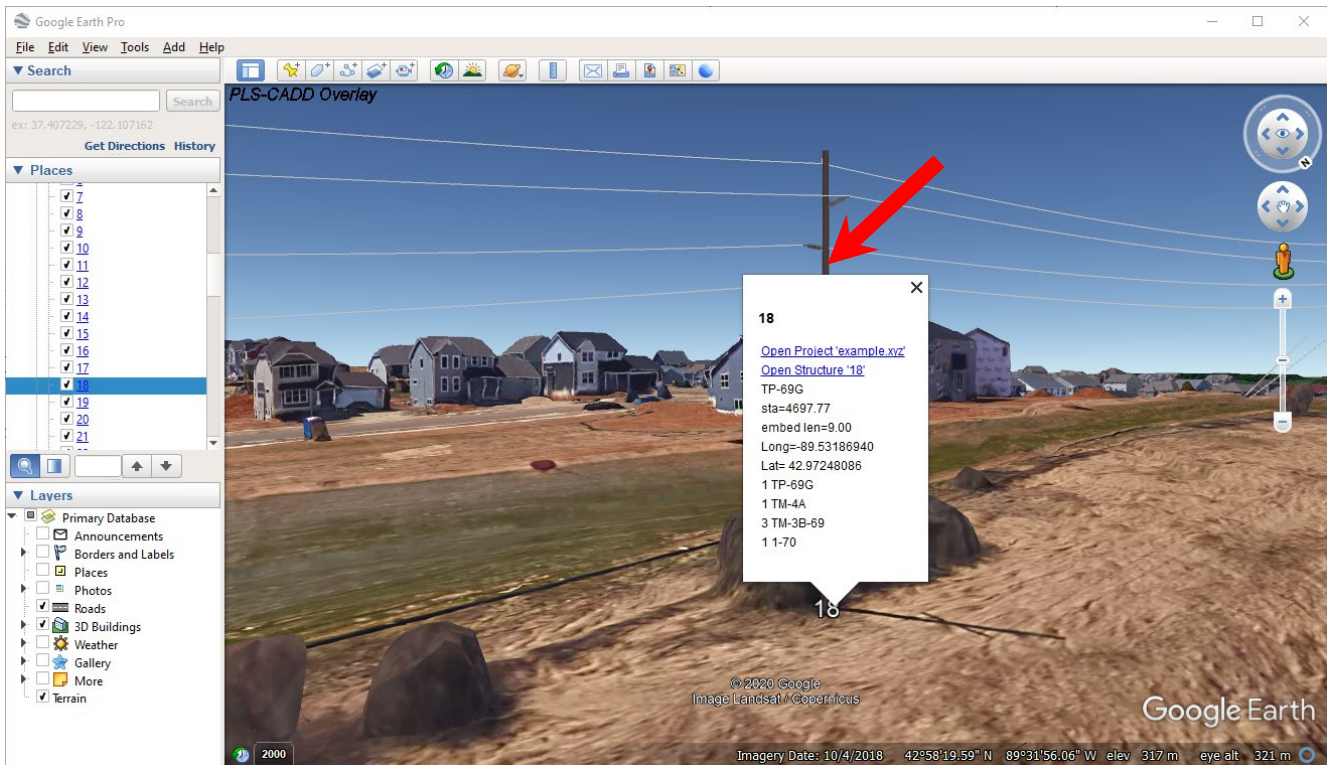 Google Earth Pro
File Edit View Tools Add Help
Search
Search
ex: 37.407229, -122.107162
Get Directions History
Places
7
8
9
10
11
12
13
14
15
16
17
18
19
20
21
Layers
Primary Database
Announcements
Borders and Labels
Places
Photos
Roads
3D Buildings
Weather
Gallery
More
Terrain
PLS-CADD Overlay
N
18
Open Project 'example.xyz'
Open Structure '18'
TP-69G
sta=4697.77
embed len=9.00
Long=-89.53186940
Lat= 42.97248086
1 TP-69G
1 TM-4A
3 TM-3B-69
1 1-70
18
© 2020 Google
Image Landsat / Copernicus
Google Earth
2000
Imagery Date: 10/4/2018 42°58'19.59" N 89°31'56.06" W elev 317 m eye alt 321 m